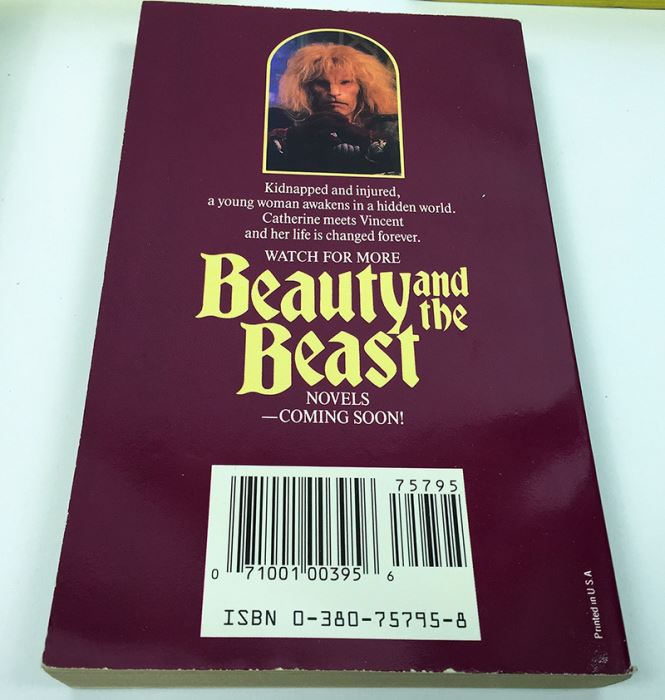 Kidnapped and injured,
a young woman awakens in a hidden world.
Catherine meets Vincent
and her life is changed forever.
WATCH FOR MORE
Beauty and the
Beast
NOVELS
—COMING SOON!
75795
0 71001 00395 6
ISBN 0-380-75795-8
Printed in U.S.A